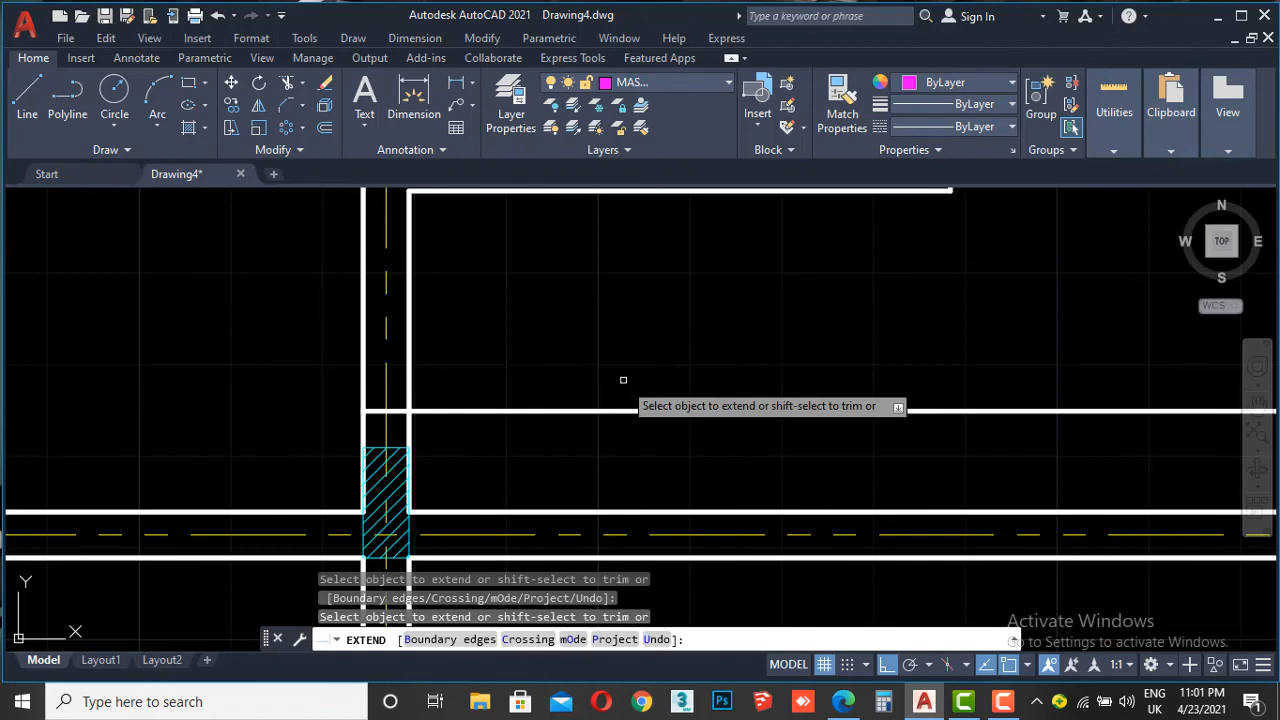 Autodesk AutoCAD 2021 Drawing4.dwg
Type a keyword or phrase
Sign In
File Edit View Insert Format Tools Draw Dimension Modify Parametric Window Help Express
Home Insert Annotate Parametric View Manage Output Add-ins Collaborate Express Tools Featured Apps
Line Polyline Circle Arc
Text Dimension
Layer Properties
MAS...
Insert
Match Properties
ByLayer
ByLayer
ByLayer
Group
Utilities Clipboard View
Draw Modify Annotation Layers Block Properties Groups
Start Drawing4*
N
W TOP E
S
WCS
Select object to extend or shift-select to trim or
Y
X
Select object to extend or shift-select to trim or
[Boundary edges/Crossing/mOde/Project/Undo]:
Select object to extend or shift-select to trim or
EXTEND [Boundary edges Crossing mOde Project Undo]:
Activate Windows
Go to Settings to activate Windows.
Model Layout1 Layout2 +
MODEL 1:1
Type here to search
3
Ps
ENG
UK
11:01 PM
4/23/2021
1